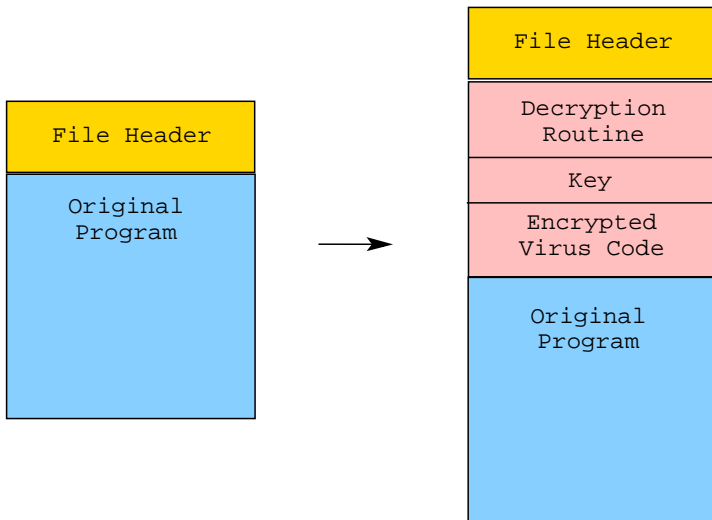 File Header
Original
Program
File Header
Decryption
Routine
Key
Encrypted
Virus Code
Original
Program